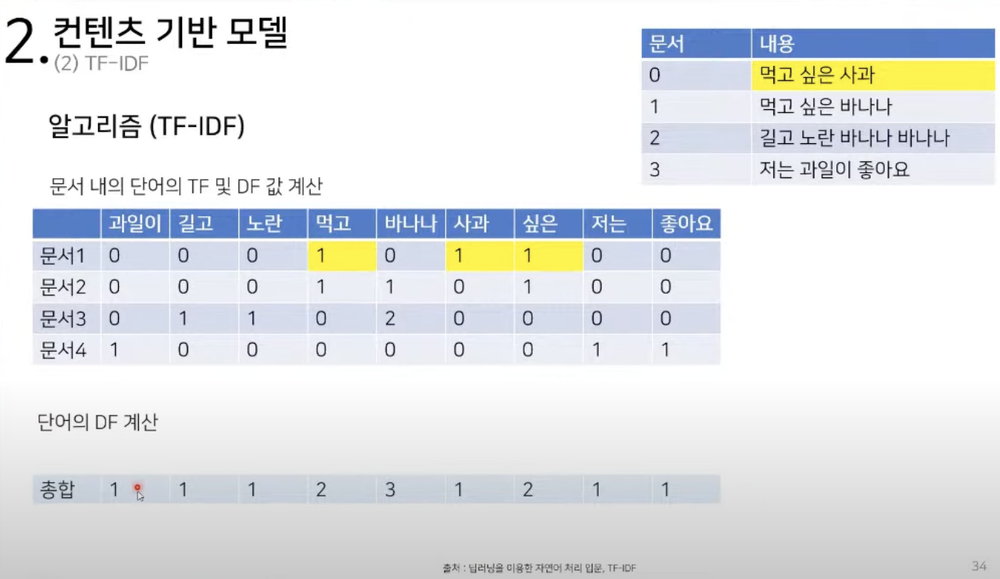 2. 컨텐츠 기반 모델
(2) TF-IDF
문서 내용
0 먹고 싶은 사과
1 먹고 싶은 바나나
2 길고 노란 바나나 바나나
3 저는 과일이 좋아요
알고리즘 (TF-IDF)
문서 내의 단어의 TF 및 DF 값 계산
과일이 길고 노란 먹고 바나나 사과 싶은 저는 좋아요
문서1 0 0 0 1 0 1 1 0 0
문서2 0 0 0 1 1 0 1 0 0
문서3 0 1 1 0 2 0 0 0 0
문서4 1 0 0 0 0 0 0 1 1
단어의 DF 계산
총합 1 1 1 2 3 1 2 1 1
출처 : 딥러닝을 이용한 자연어 처리 입문, TF-IDF
34